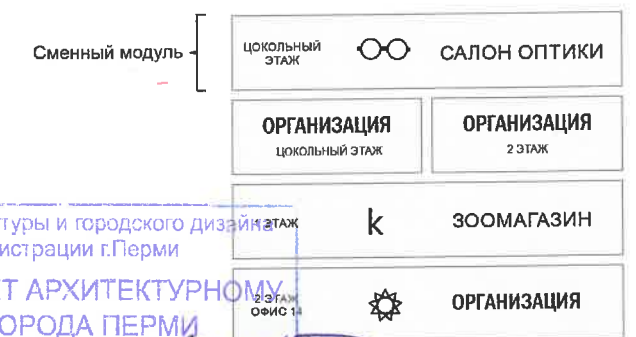 Сменный модуль
ЦОКОЛЬНЫЙ
ЭТАЖ
САЛОН ОПТИКИ
ОРГАНИЗАЦИЯ
ЦОКОЛЬНЫЙ ЭТАЖ
ОРГАНИЗАЦИЯ
2 ЭТАЖ
1 ЭТАЖ
k
ЗООМАГАЗИН
2 ЭТАЖ
ОФИС 14
ОРГАНИЗАЦИЯ
туры и городского дизайна
истрации г.Перми
Т АРХИТЕКТУРНОМУ
ОРОДА ПЕРМИ